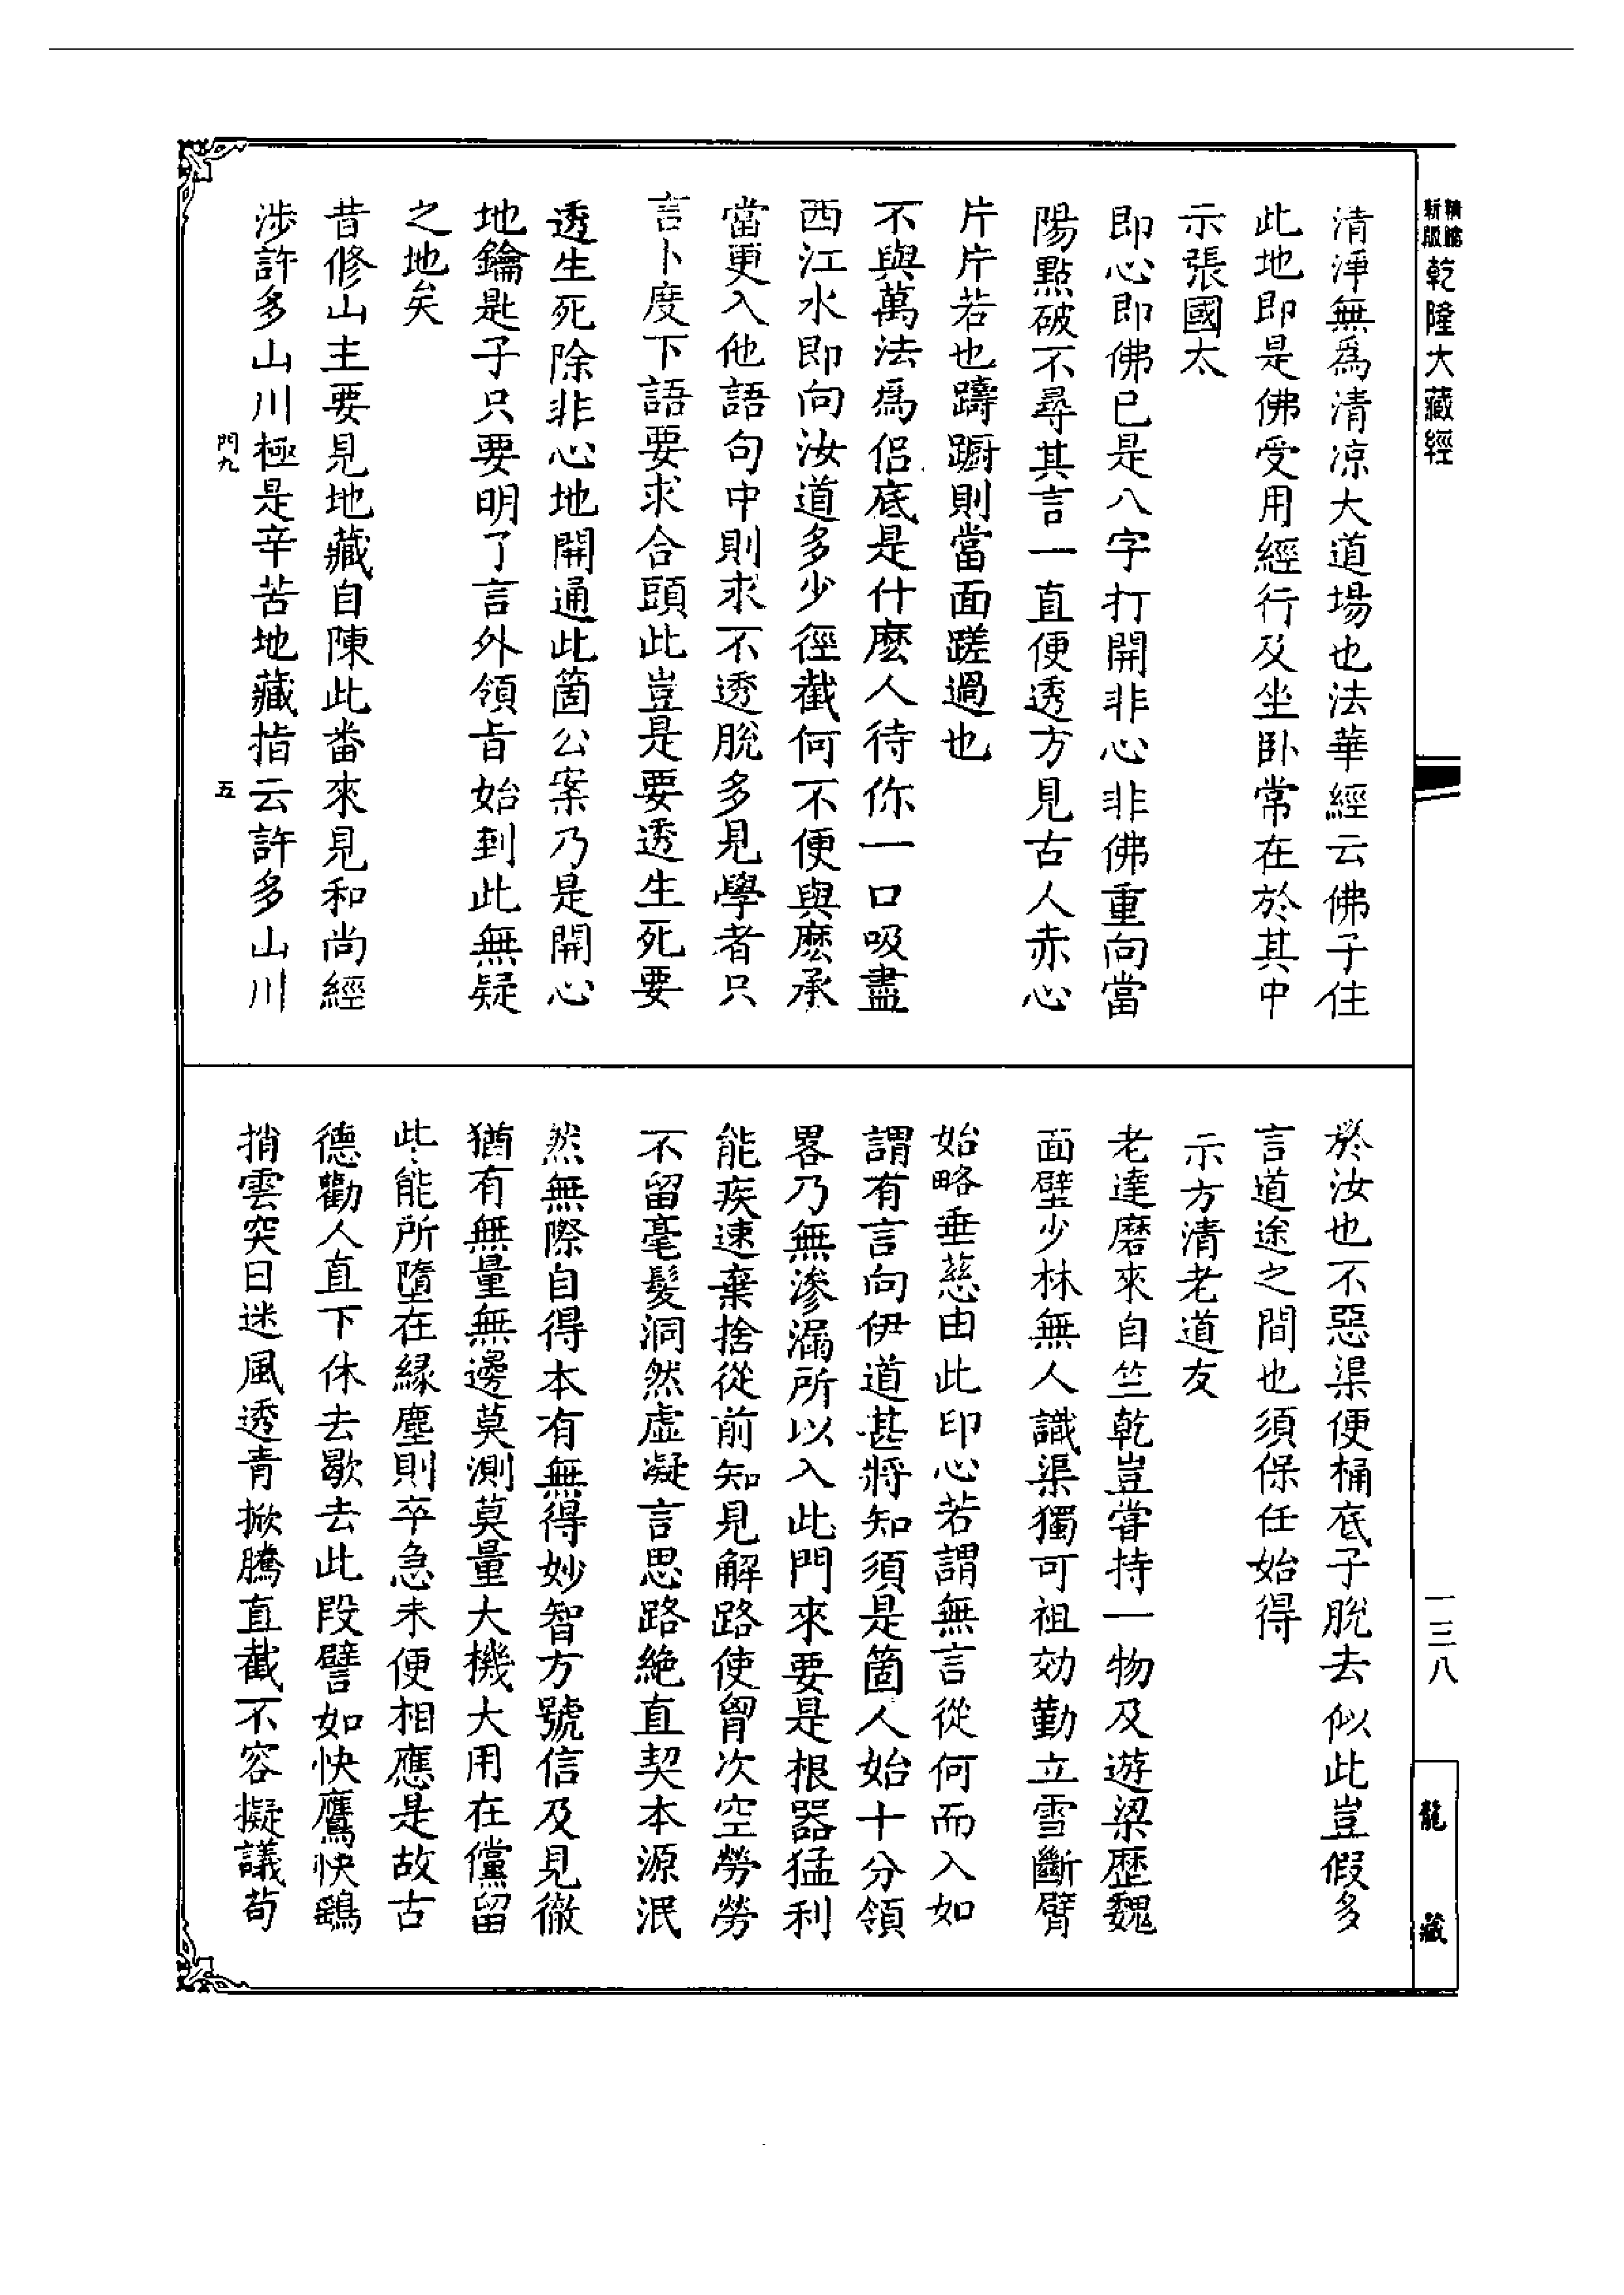 精縮
新版
乾隆大藏經
清淨無爲清凉大道場也法華經云佛子住
此地即是佛受用經行及坐卧常在於其中
示張國太
即心即佛已是八字打開非心非佛重向當
陽點破不尋其言一直便透方見古人赤心
片片若也躊躕則當面蹉過也
不與萬法爲侣底是什麽人待你一口吸盡
西江水即向汝道多少徑截何不便與麽承
當更入他語句中則求不透脫多見學者只
言卜度下語要求合頭此豈是要透生死要
透生死除非心地開通此箇公案乃是開心
地鑰匙子只要明了言外領㫖始到此無疑
之地矣
昔修山主要見地藏自陳此畨來見和尚經
涉許多山川極是辛苦地藏指云許多山川
門九
五
於汝也不惡渠便桶底子脫去似此豈假多
言道途之間也須保任始得
示方清老道友
老達磨來自竺乾豈甞持一物及遊梁歷魏
面壁少林無人識渠獨可祖効勤立雪斷臂
始略垂慈由此印心若謂無言從何而入如
謂有言向伊道甚將知須是箇人始十分領
畧乃無滲漏所以入此門來要是根器猛利
能疾速棄捨從前知見解路使胷次空勞勞
不留毫髮洞然虛凝言思路絶直契本源泯
然無際自得本有無得妙智方號信及見徹
猶有無量無邊莫測莫量大機大用在儻留
此能所墮在緣塵則卒急未便相應是故古
德勸人直下休去歇去此段譬如快鷹快鷂
捎雲突日迷風透青掀騰直截不容擬議苟
一三八
龍藏